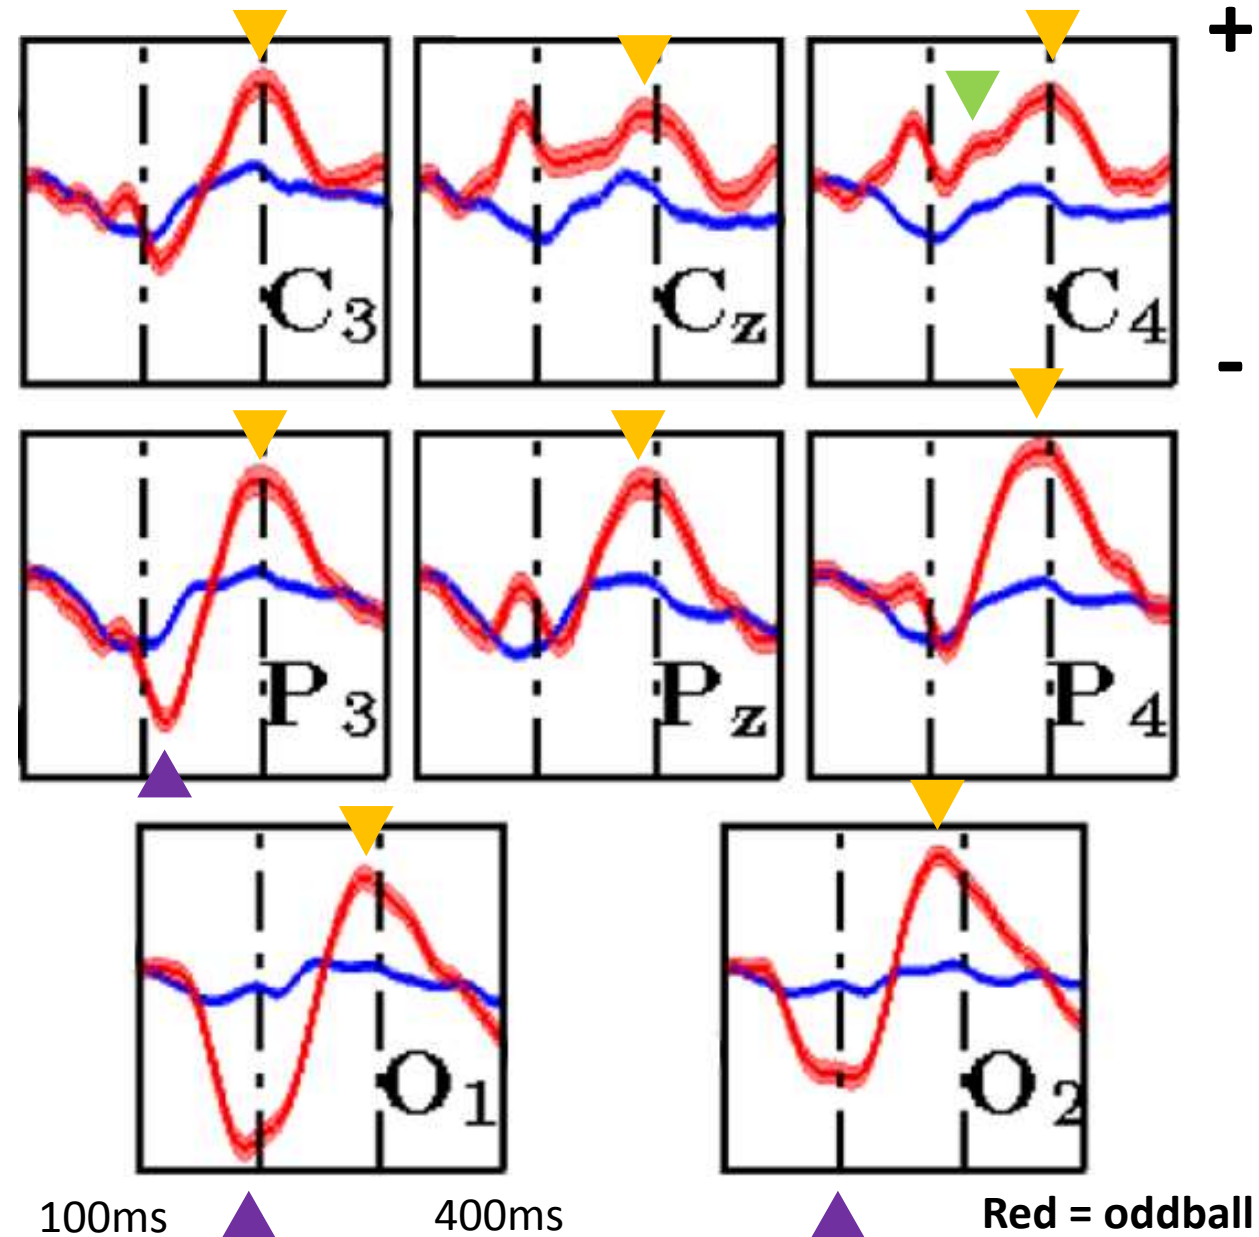 +
C3 Cz C4
-
P3 Pz P4
O1 O2
100ms 400ms Red = oddball